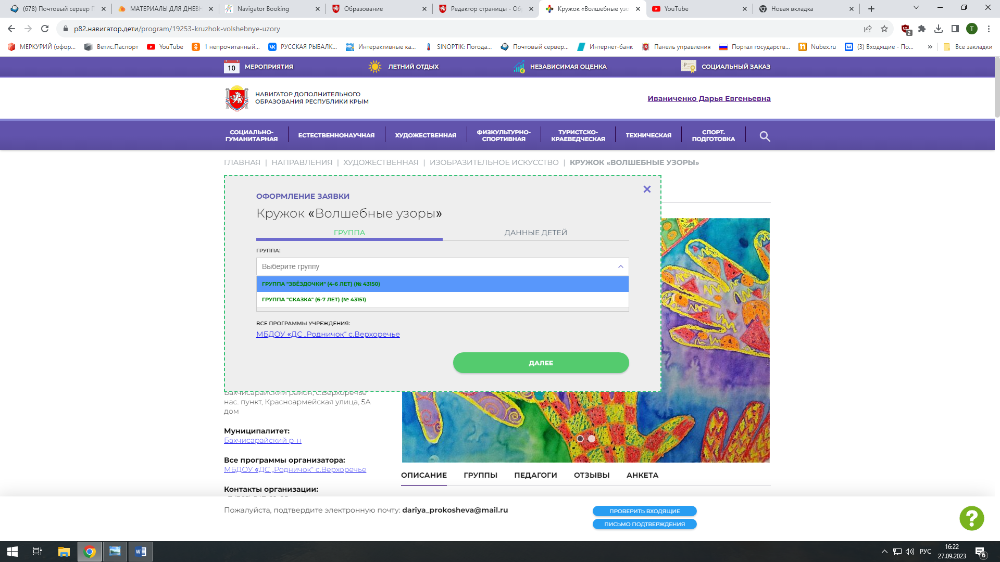 (678) Почтовый сервер
МАТЕРИАЛЫ ДЛЯ ДНЕВ
Navigator Booking
Образование
Редактор страницы - Об
Кружок «Волшебные узо
YouTube
Новая вкладка
p82.навигатор.дети/program/19253-kruzhok-volshebnye-uzory
2
T
МЕРКУРИЙ (офор...
Ветис.Паспорт
YouTube
1 непрочитанный...
РУССКАЯ РЫБАЛК...
Интерактивные ка...
SINOPTIK: Погода...
Почтовый сервер...
Интернет-банк
Панель управления
Портал государств...
Nubex.ru
(3) Входящие - По...
»
Все закладки
10
МЕРОПРИЯТИЯ
ЛЕТНИЙ ОТДЫХ
НЕЗАВИСИМАЯ ОЦЕНКА
СОЦИАЛЬНЫЙ ЗАКАЗ
НАВИГАТОР ДОПОЛНИТЕЛЬНОГО
ОБРАЗОВАНИЯ РЕСПУБЛИКИ КРЫМ
Иваниченко Дарья Евгеньевна
СОЦИАЛЬНО-
ГУМАНИТАРНАЯ
ЕСТЕСТВЕННОНАУЧНАЯ
ХУДОЖЕСТВЕННАЯ
ФИЗКУЛЬТУРНО-
СПОРТИВНАЯ
ТУРИСТСКО-
КРАЕВЕДЧЕСКАЯ
ТЕХНИЧЕСКАЯ
СПОРТ.
ПОДГОТОВКА
ГЛАВНАЯ | НАПРАВЛЕНИЯ | ХУДОЖЕСТВЕННАЯ | ИЗОБРАЗИТЕЛЬНОЕ ИСКУССТВО | КРУЖОК «ВОЛШЕБНЫЕ УЗОРЫ»
ОФОРМЛЕНИЕ ЗАЯВКИ
Кружок «Волшебные узоры»
ГРУППА
ДАННЫЕ ДЕТЕЙ
ГРУППА:
Выберите группу
ГРУППА "ЗВЁЗДОЧКИ" (4-6 ЛЕТ) (№ 43150)
ГРУППА "СКАЗКА" (6-7 ЛЕТ) (№ 43151)
ВСЕ ПРОГРАММЫ УЧРЕЖДЕНИЯ:
МБДОУ «ДС „Родничок“ с.Верхоречье
ДАЛЕЕ
Бахчисарайский район, с.Верхоречье
нас. пункт, Красноармейская улица, 5А
дом
Муниципалитет:
Бахчисарайский р-н
Все программы организатора:
МБДОУ «ДС „Родничок“ с.Верхоречье
Контакты организации:
ОПИСАНИЕ
ГРУППЫ
ПЕДАГОГИ
ОТЗЫВЫ
АНКЕТА
Пожалуйста, подтвердите электронную почту: dariya_prokosheva@mail.ru
ПРОВЕРИТЬ ВХОДЯЩИЕ
ПИСЬМО ПОДТВЕРЖДЕНИЯ
?
РУС
16:22
27.09.2023
6